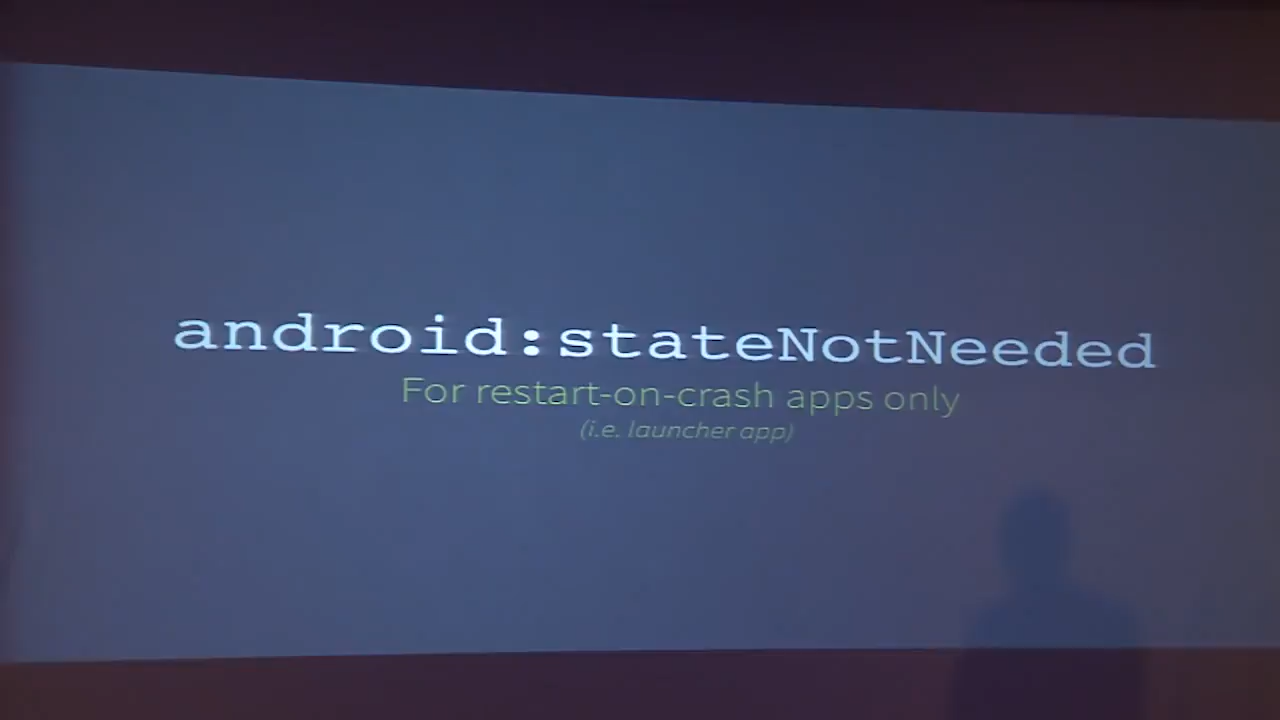 android:stateNotNeeded
For restart-on-crash apps only
(i.e. launcher app)